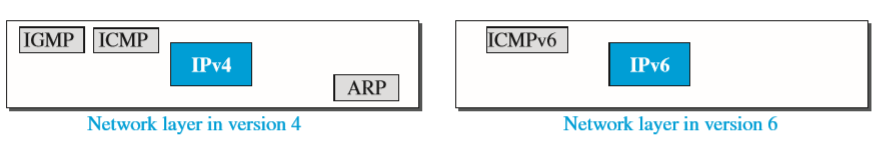 IGMP ICMP
IPv4
ARP
Network layer in version 4
ICMPv6
IPv6
Network layer in version 6